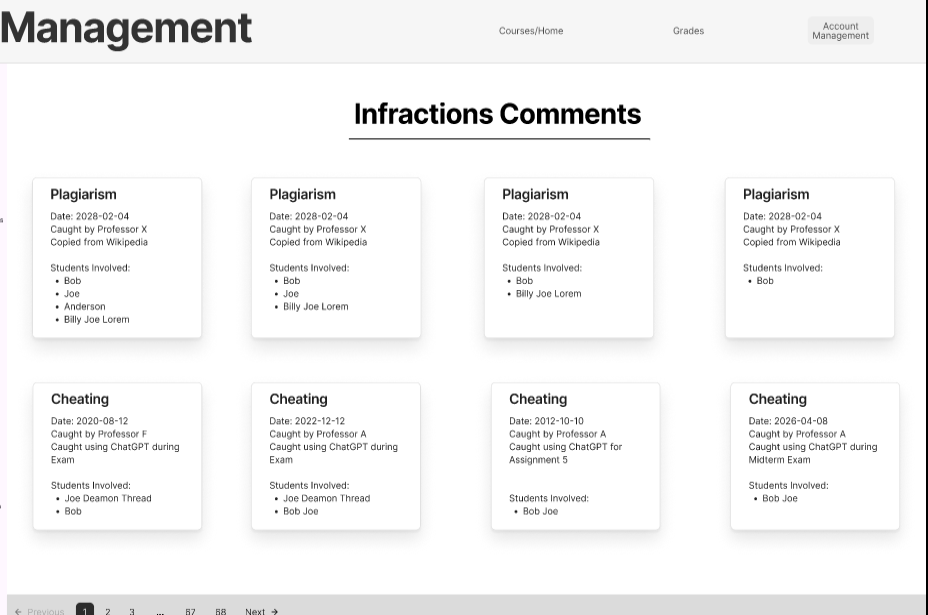 Management
Courses/Home
Grades
Account
Management
Infractions Comments
Plagiarism
Date: 2028-02-04
Caught by Professor X
Copied from Wikipedia
Students Involved:
• Bob
• Joe
• Anderson
• Billy Joe Lorem
Plagiarism
Date: 2028-02-04
Caught by Professor X
Copied from Wikipedia
Students Involved:
• Bob
• Joe
• Billy Joe Lorem
Plagiarism
Date: 2028-02-04
Caught by Professor X
Copied from Wikipedia
Students Involved:
• Bob
• Billy Joe Lorem
Plagiarism
Date: 2028-02-04
Caught by Professor X
Copied from Wikipedia
Students Involved:
• Bob
Cheating
Date: 2020-08-12
Caught by Professor F
Caught using ChatGPT during
Exam
Students Involved:
• Joe Deamon Thread
• Bob
Cheating
Date: 2022-12-12
Caught by Professor A
Caught using ChatGPT during
Exam
Students Involved:
• Joe Deamon Thread
• Bob Joe
Cheating
Date: 2012-10-10
Caught by Professor A
Caught using ChatGPT for
Assignment 5
Students Involved:
• Bob Joe
Cheating
Date: 2026-04-08
Caught by Professor A
Caught using ChatGPT during
Midterm Exam
Students Involved:
• Bob Joe
← Previous 1 2 3 ... 67 68 Next →